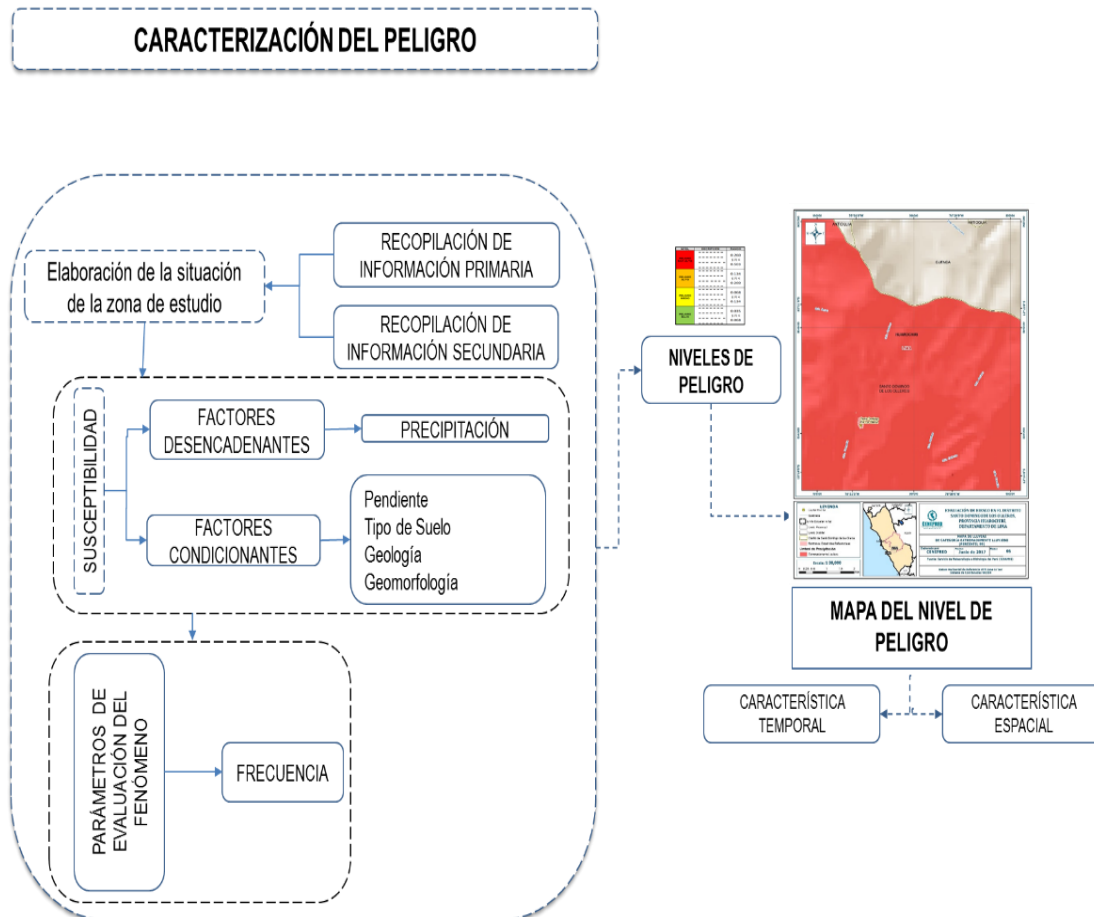 CARACTERIZACIÓN DEL PELIGRO
Elaboración de la situación
de la zona de estudio
RECOPILACIÓN DE
INFORMACIÓN PRIMARIA
RECOPILACIÓN DE
INFORMACIÓN SECUNDARIA
SUSCEPTIBILIDAD
FACTORES
DESENCADENANTES
PRECIPITACIÓN
FACTORES
CONDICIONANTES
Pendiente
Tipo de Suelo
Geología
Geomorfología
PARÁMETROS DE
EVALUACIÓN DEL
FENÓMENO
FRECUENCIA
NIVELES DE
PELIGRO
LEYENDA
MAPA DEL NIVEL DE
PELIGRO
CARACTERÍSTICA
TEMPORAL
CARACTERÍSTICA
ESPACIAL